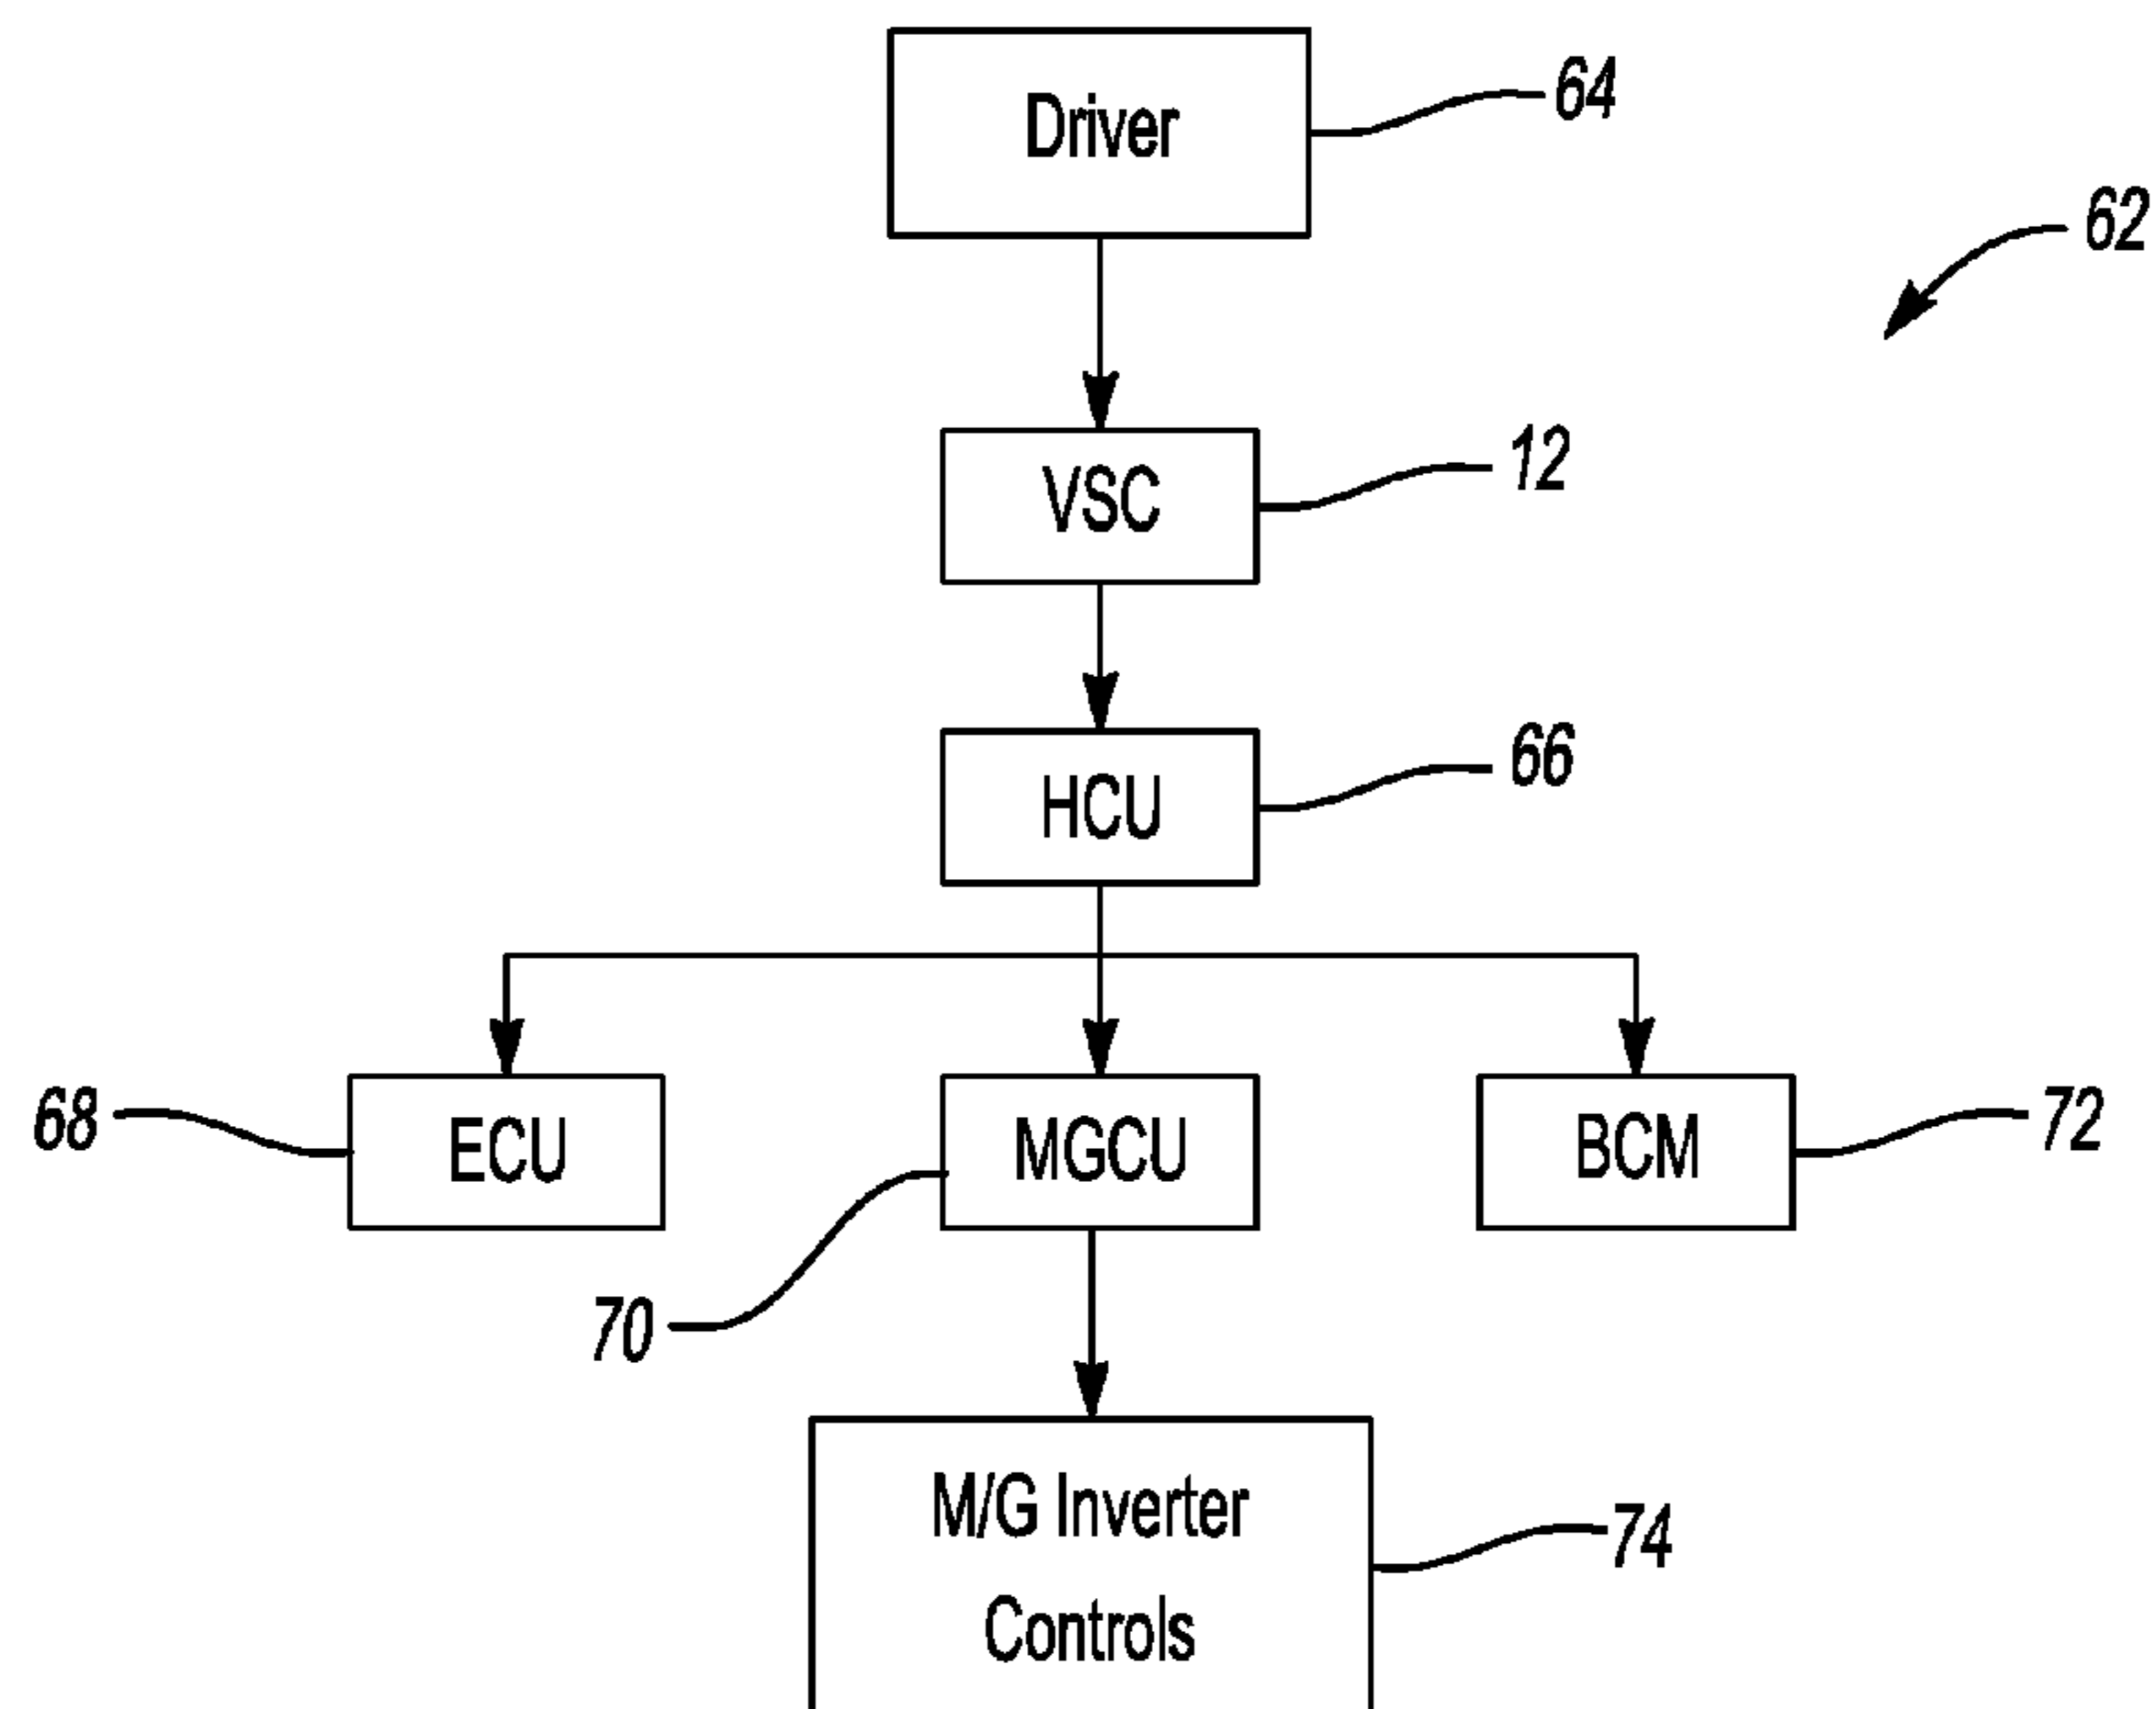 Driver
64
62
VSC
12
HCU
66
68
ECU
MGCU
BCM
72
70
M/G Inverter
Controls
74